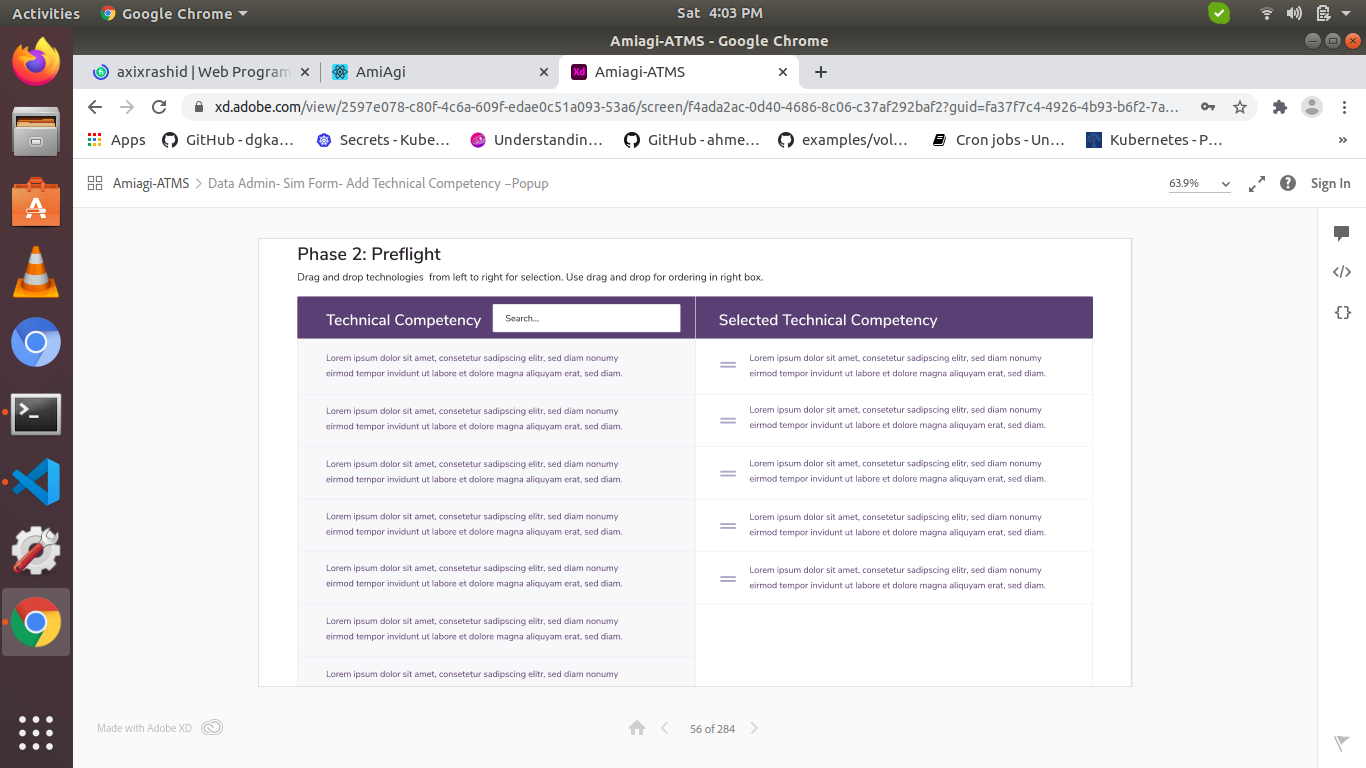 Activities
Google Chrome
Sat 4:03 PM
Amiagi-ATMS - Google Chrome
axixrashid | Web Program
AmiAgi
Xd
Amiagi-ATMS
xd.adobe.com/view/2597e078-c80f-4c6a-609f-edae0c51a093-53a6/screen/f4ada2ac-0d40-4686-8c06-c37af292baf2?guid=fa37f7c4-4926-4b93-b6f2-7a...
Apps
GitHub - dgka...
Secrets - Kube...
Understandin...
GitHub - ahme...
examples/vol...
Cron jobs - Un...
Kubernetes - P...
Amiagi-ATMS
Data Admin- Sim Form- Add Technical Competency –Popup
63.9%
Sign In
Phase 2: Preflight
Drag and drop technologies from left to right for selection. Use drag and drop for ordering in right box.
Technical Competency
Search...
Selected Technical Competency
Lorem ipsum dolor sit amet, consetetur sadipscing elitr, sed diam nonumy
eirmod tempor invidunt ut labore et dolore magna aliquyam erat, sed diam.
Lorem ipsum dolor sit amet, consetetur sadipscing elitr, sed diam nonumy
eirmod tempor invidunt ut labore et dolore magna aliquyam erat, sed diam.
Lorem ipsum dolor sit amet, consetetur sadipscing elitr, sed diam nonumy
eirmod tempor invidunt ut labore et dolore magna aliquyam erat, sed diam.
Lorem ipsum dolor sit amet, consetetur sadipscing elitr, sed diam nonumy
eirmod tempor invidunt ut labore et dolore magna aliquyam erat, sed diam.
Lorem ipsum dolor sit amet, consetetur sadipscing elitr, sed diam nonumy
eirmod tempor invidunt ut labore et dolore magna aliquyam erat, sed diam.
Lorem ipsum dolor sit amet, consetetur sadipscing elitr, sed diam nonumy
eirmod tempor invidunt ut labore et dolore magna aliquyam erat, sed diam.
Lorem ipsum dolor sit amet, consetetur sadipscing elitr, sed diam nonumy
Lorem ipsum dolor sit amet, consetetur sadipscing elitr, sed diam nonumy
eirmod tempor invidunt ut labore et dolore magna aliquyam erat, sed diam.
Lorem ipsum dolor sit amet, consetetur sadipscing elitr, sed diam nonumy
eirmod tempor invidunt ut labore et dolore magna aliquyam erat, sed diam.
Lorem ipsum dolor sit amet, consetetur sadipscing elitr, sed diam nonumy
eirmod tempor invidunt ut labore et dolore magna aliquyam erat, sed diam.
Lorem ipsum dolor sit amet, consetetur sadipscing elitr, sed diam nonumy
eirmod tempor invidunt ut labore et dolore magna aliquyam erat, sed diam.
Lorem ipsum dolor sit amet, consetetur sadipscing elitr, sed diam nonumy
eirmod tempor invidunt ut labore et dolore magna aliquyam erat, sed diam.
Made with Adobe XD
56 of 284